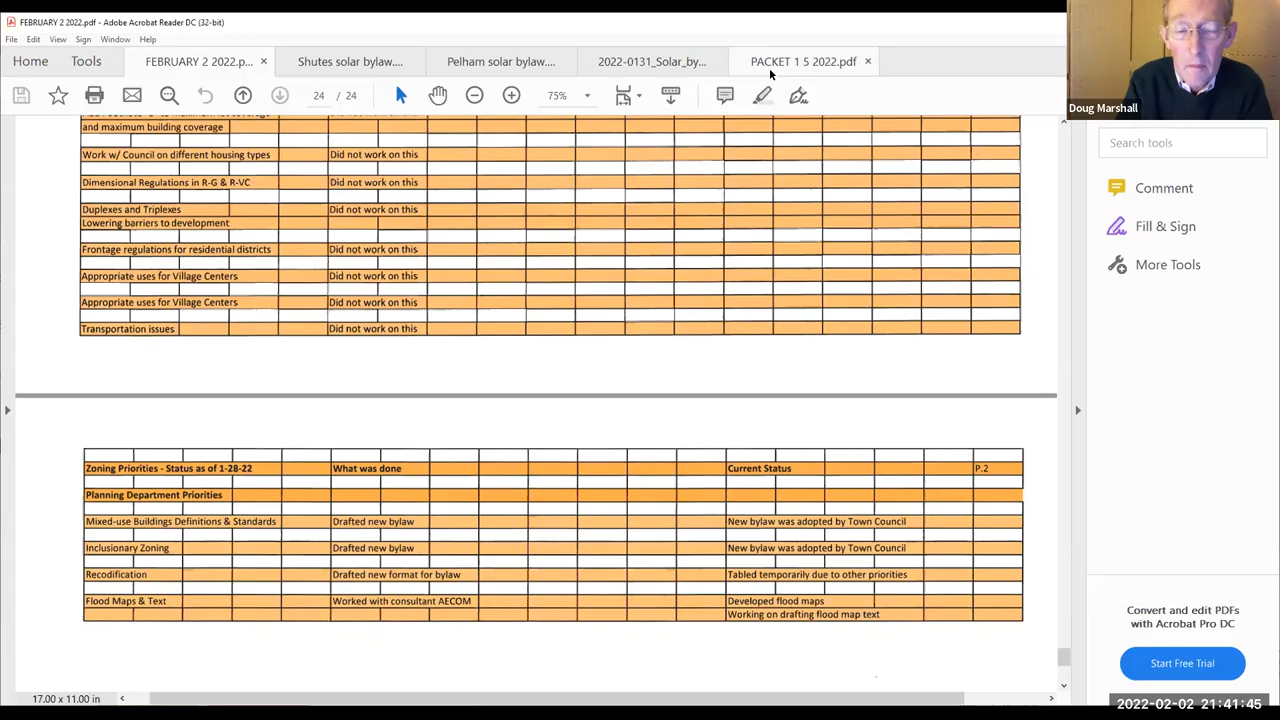 FEBRUARY 2 2022.pdf - Adobe Acrobat Reader DC (32-bit)
File Edit View Sign Window Help
Home Tools FEBRUARY 2 2022.p... × Shutes solar bylaw.... Pelham solar bylaw.... 2022-0131_Solar_by... PACKET 1 5 2022.pdf ×
24 / 24 75%
Doug Marshall
Search tools
Comment
Fill & Sign
More Tools
and maximum building coverage
Work w/ Council on different housing types Did not work on this
Dimensional Regulations in R-G & R-VC Did not work on this
Duplexes and Triplexes Did not work on this
Lowering barriers to development
Frontage regulations for residential districts Did not work on this
Appropriate uses for Village Centers Did not work on this
Appropriate uses for Village Centers Did not work on this
Transportation issues Did not work on this
Zoning Priorities - Status as of 1-28-22 What was done Current Status P.2
Planning Department Priorities
Mixed-use Buildings Definitions & Standards Drafted new bylaw New bylaw was adopted by Town Council
Inclusionary Zoning Drafted new bylaw New bylaw was adopted by Town Council
Recodification Drafted new format for bylaw Tabled temporarily due to other priorities
Flood Maps & Text Worked with consultant AECOM Developed flood maps
Working on drafting flood map text
Convert and edit PDFs
with Acrobat Pro DC
Start Free Trial
17.00 x 11.00 in
2022-02-02 21:41:45